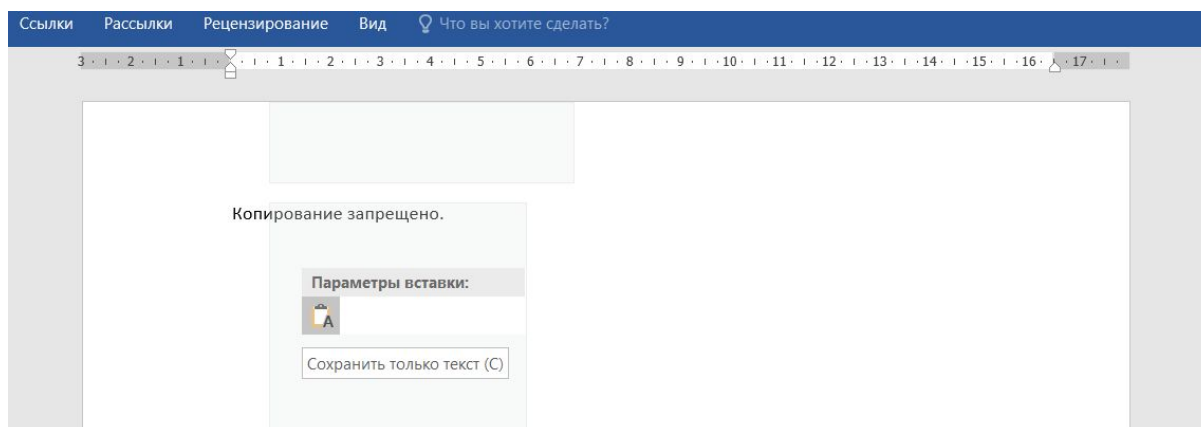 Ссылки Рассылки Рецензирование Вид Что вы хотите сделать?
3 2 1 1 2 3 4 5 6 7 8 9 10 11 12 13 14 15 16 17
Копирование запрещено.
Параметры вставки:
A
Сохранить только текст (С)